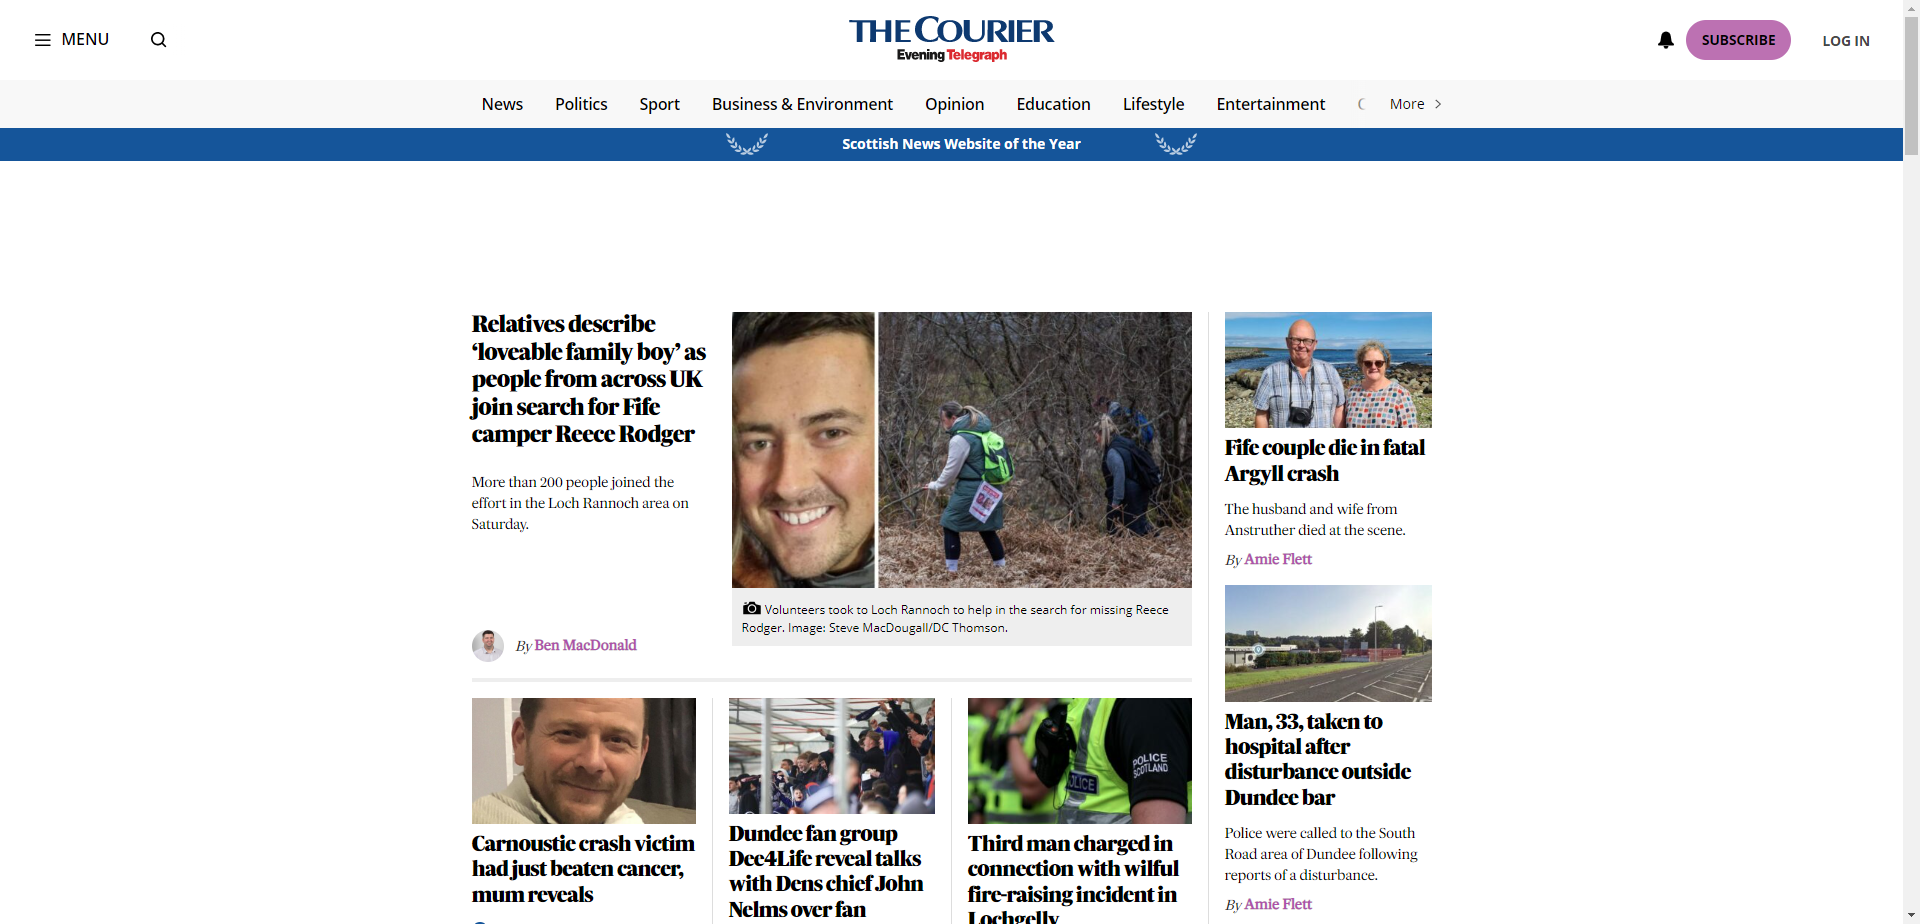 MENU
THE COURIER
Evening Telegraph
SUBSCRIBE
LOG IN
News
Politics
Sport
Business & Environment
Opinion
Education
Lifestyle
Entertainment
More
Scottish News Website of the Year
Relatives describe
‘loveable family boy’ as
people from across UK
join search for Fife
camper Reece Rodger
More than 200 people joined the
effort in the Loch Rannoch area on
Saturday.
By Ben MacDonald
Volunteers took to Loch Rannoch to help in the search for missing Reece
Rodger. Image: Steve MacDougall/DC Thomson.
Fife couple die in fatal
Argyll crash
The husband and wife from
Anstruther died at the scene.
By Amie Flett
Man, 33, taken to
hospital after
disturbance outside
Dundee bar
Police were called to the South
Road area of Dundee following
reports of a disturbance.
By Amie Flett
Carnoustie crash victim
had just beaten cancer,
mum reveals
Dundee fan group
Dee4Life reveal talks
with Dens chief John
Nelms over fan
POLICE
SCOTLAND
POLICE
Third man charged in
connection with wilful
fire-raising incident in
Lochgelly